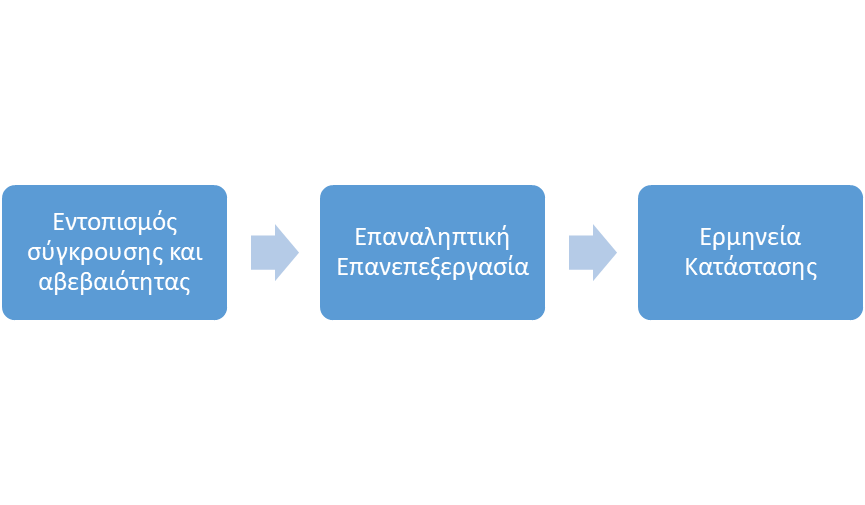 Εντοπισμός
σύγκρουσης και
αβεβαιότητας
Επαναληπτική
Επανεπεξεργασία
Ερμηνεία
Κατάστασης